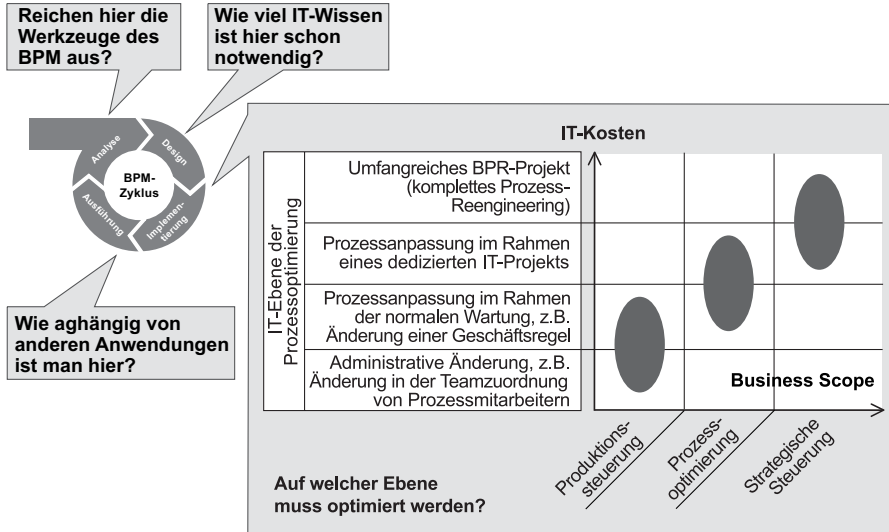 Reichen hier die
Werkzeuge des
BPM aus?
Wie viel IT-Wissen
ist hier schon
notwendig?
Analyse
Design
BPM-
Zyklus
Ausführung
Implemen-
tierung
Wie aghängig von
anderen Anwendungen
ist man hier?
IT-Kosten
IT-Ebene der
Prozessoptimierung
Umfangreiches BPR-Projekt
(komplettes Prozess-
Reengineering)
Prozessanpassung im Rahmen
eines dedizierten IT-Projekts
Prozessanpassung im Rahmen
der normalen Wartung, z.B.
Änderung einer Geschäftsregel
Administrative Änderung, z.B.
Änderung in der Teamzuordnung
von Prozessmitarbeitern
Business Scope
Produktions-
steuerung
Prozess-
optimierung
Strategische
Steuerung
Auf welcher Ebene
muss optimiert werden?